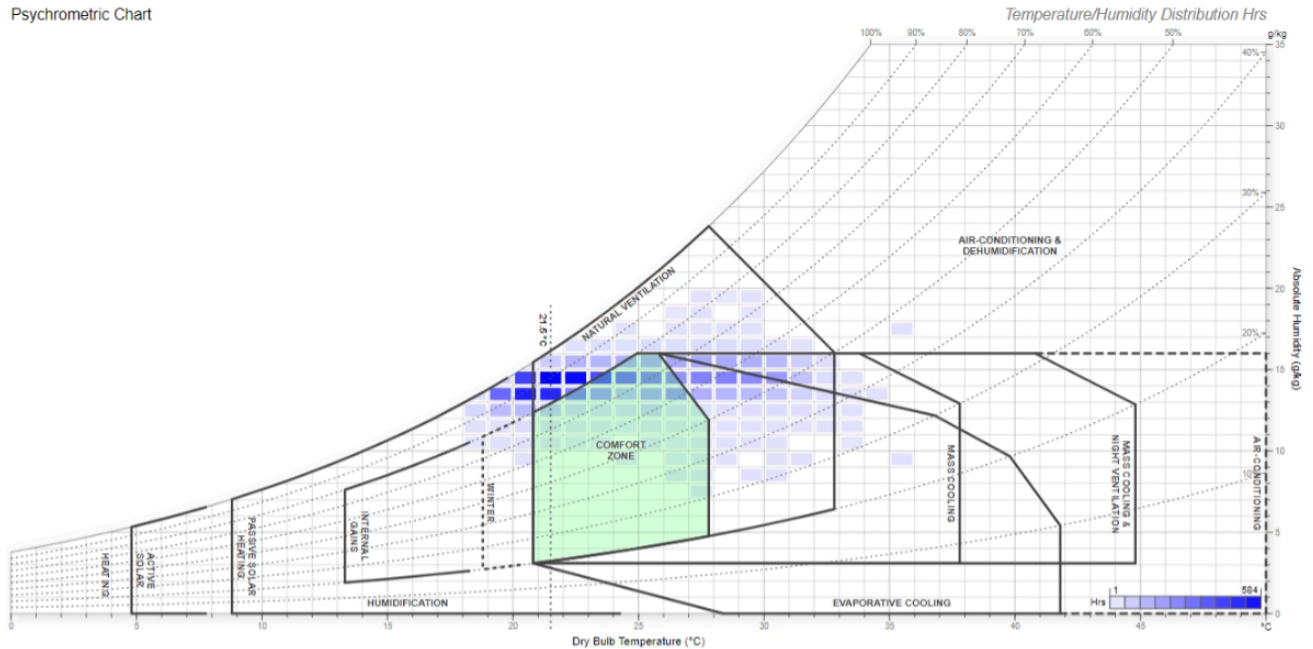 Psychrometric Chart
Temperature/Humidity Distribution Hrs
100% 90% 80% 70% 60% 50%
g/kg
40%
35
30
25
30%
AIR-CONDITIONING &
DEHUMIDIFICATION
20
NATURAL VENTILATION
21.5°C
20%
15
Absolute Humidity (g/kg)
COMFORT
ZONE
10
10%
WINTER
INTERNAL
GAINS
PASSIVE SOLAR
HEATING
ACTIVE
SOLAR
HEATING
MASS COOLING
MASS COOLING &
NIGHT VENTILATION
AIR-CONDITIONING
5
HUMIDIFICATION
EVAPORATIVE COOLING
Hrs 1 584
0
0 5 10 15 20 25 30 35 40 45 °C
Dry Bulb Temperature (°C)